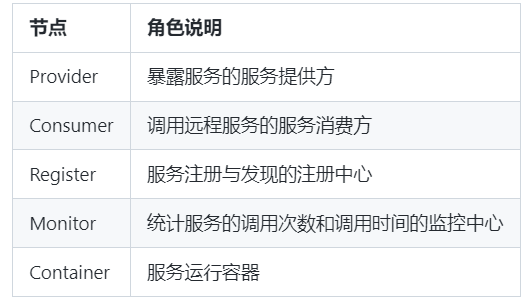 节点 角色说明
Provider 暴露服务的服务提供方
Consumer 调用远程服务的服务消费方
Register 服务注册与发现的注册中心
Monitor 统计服务的调用次数和调用时间的监控中心
Container 服务运行容器